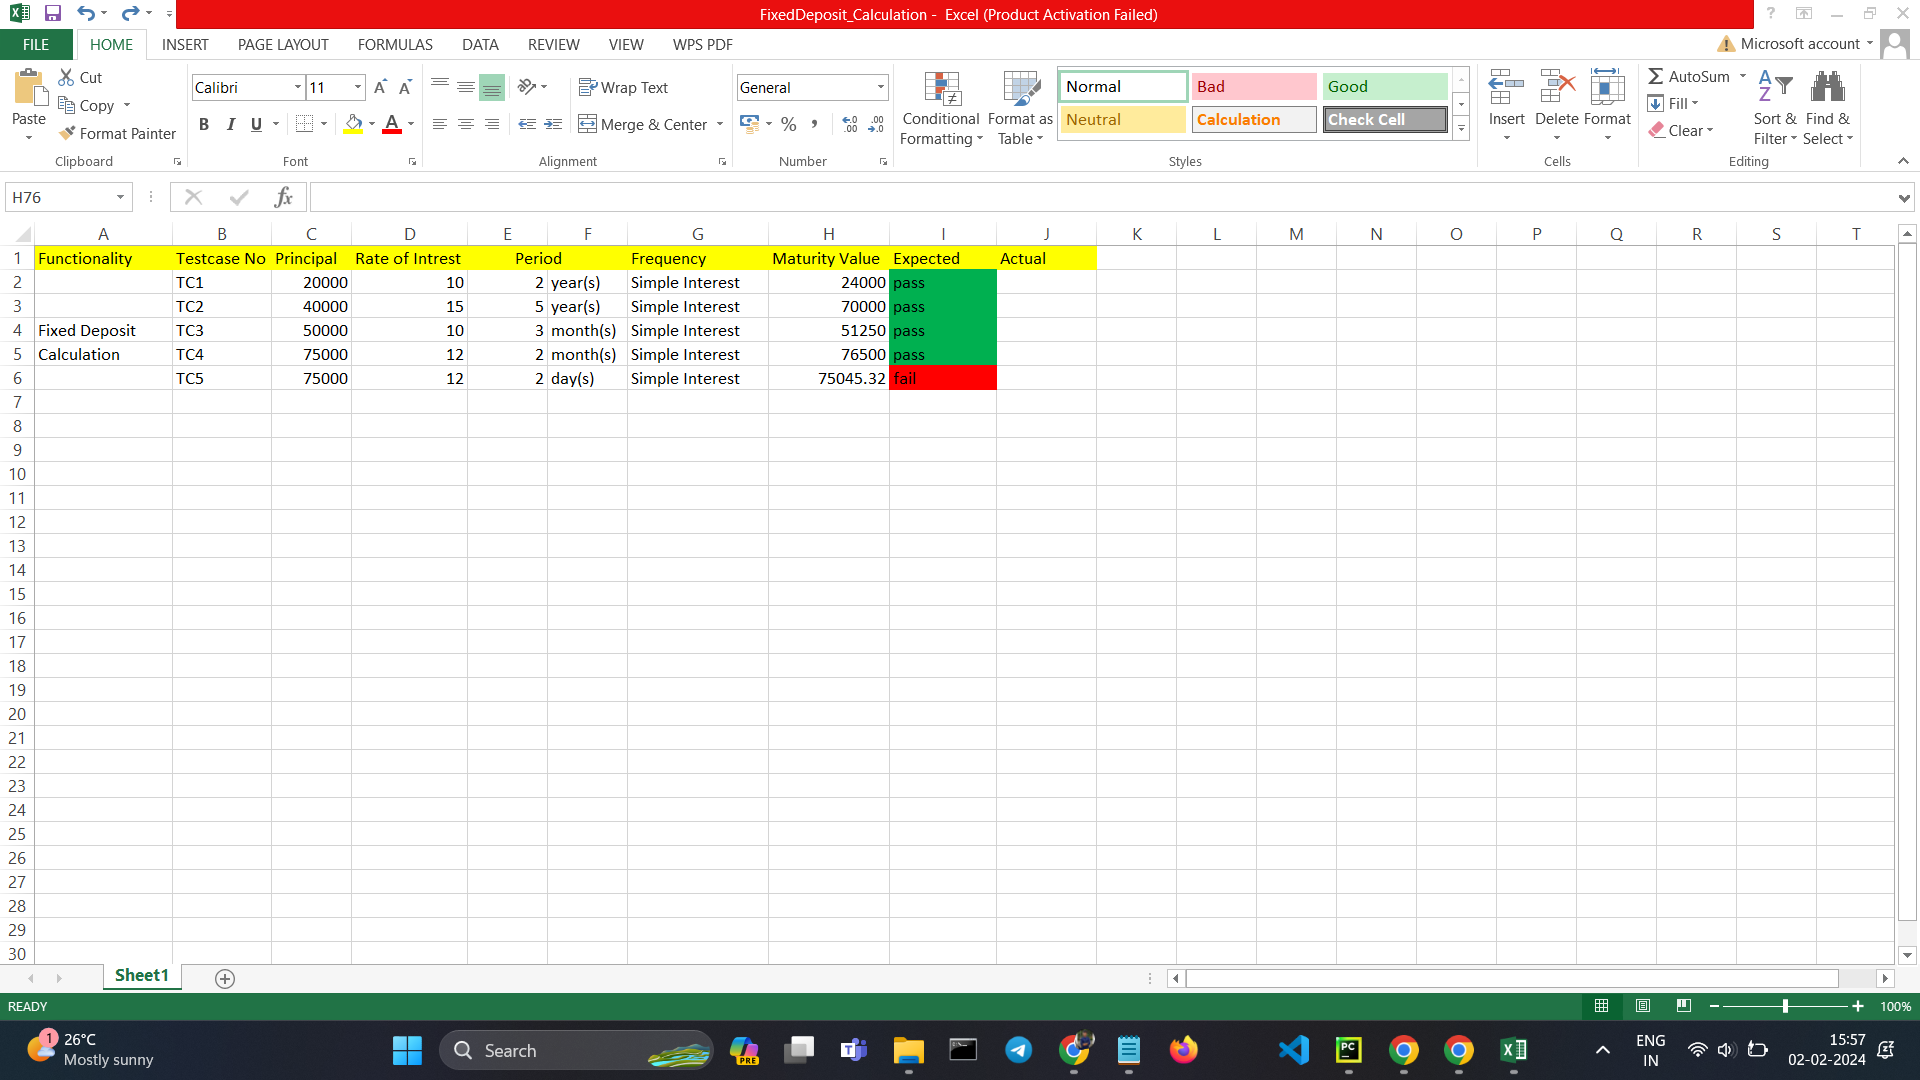 FixedDeposit_Calculation - Excel (Product Activation Failed)
FILE HOME INSERT PAGE LAYOUT FORMULAS DATA REVIEW VIEW WPS PDF Microsoft account
Paste Cut Copy Format Painter Clipboard
Calibri 11 B I U A A Font
Wrap Text Merge & Center Alignment
General % Number
Conditional Formatting Format as Table
Normal Bad Good
Neutral Calculation Check Cell
Styles
Insert Delete Format Cells
AutoSum Fill Clear Sort & Filter Find & Select Editing
H76 fx
A B C D E F G H I J K L M N O P Q R S T
1 Functionality Testcase No Principal Rate of Intrest Period Frequency Maturity Value Expected Actual
2 TC1 20000 10 2 year(s) Simple Interest 24000 pass
3 TC2 40000 15 5 year(s) Simple Interest 70000 pass
4 Fixed Deposit TC3 50000 10 3 month(s) Simple Interest 51250 pass
5 Calculation TC4 75000 12 2 month(s) Simple Interest 76500 pass
6 TC5 75000 12 2 day(s) Simple Interest 75045.32 fail
7
8
9
10
11
12
13
14
15
16
17
18
19
20
21
22
23
24
25
26
27
28
29
30
Sheet1
READY 100%
1 26°C Mostly sunny Search PRE PC ENG IN 15:57 02-02-2024